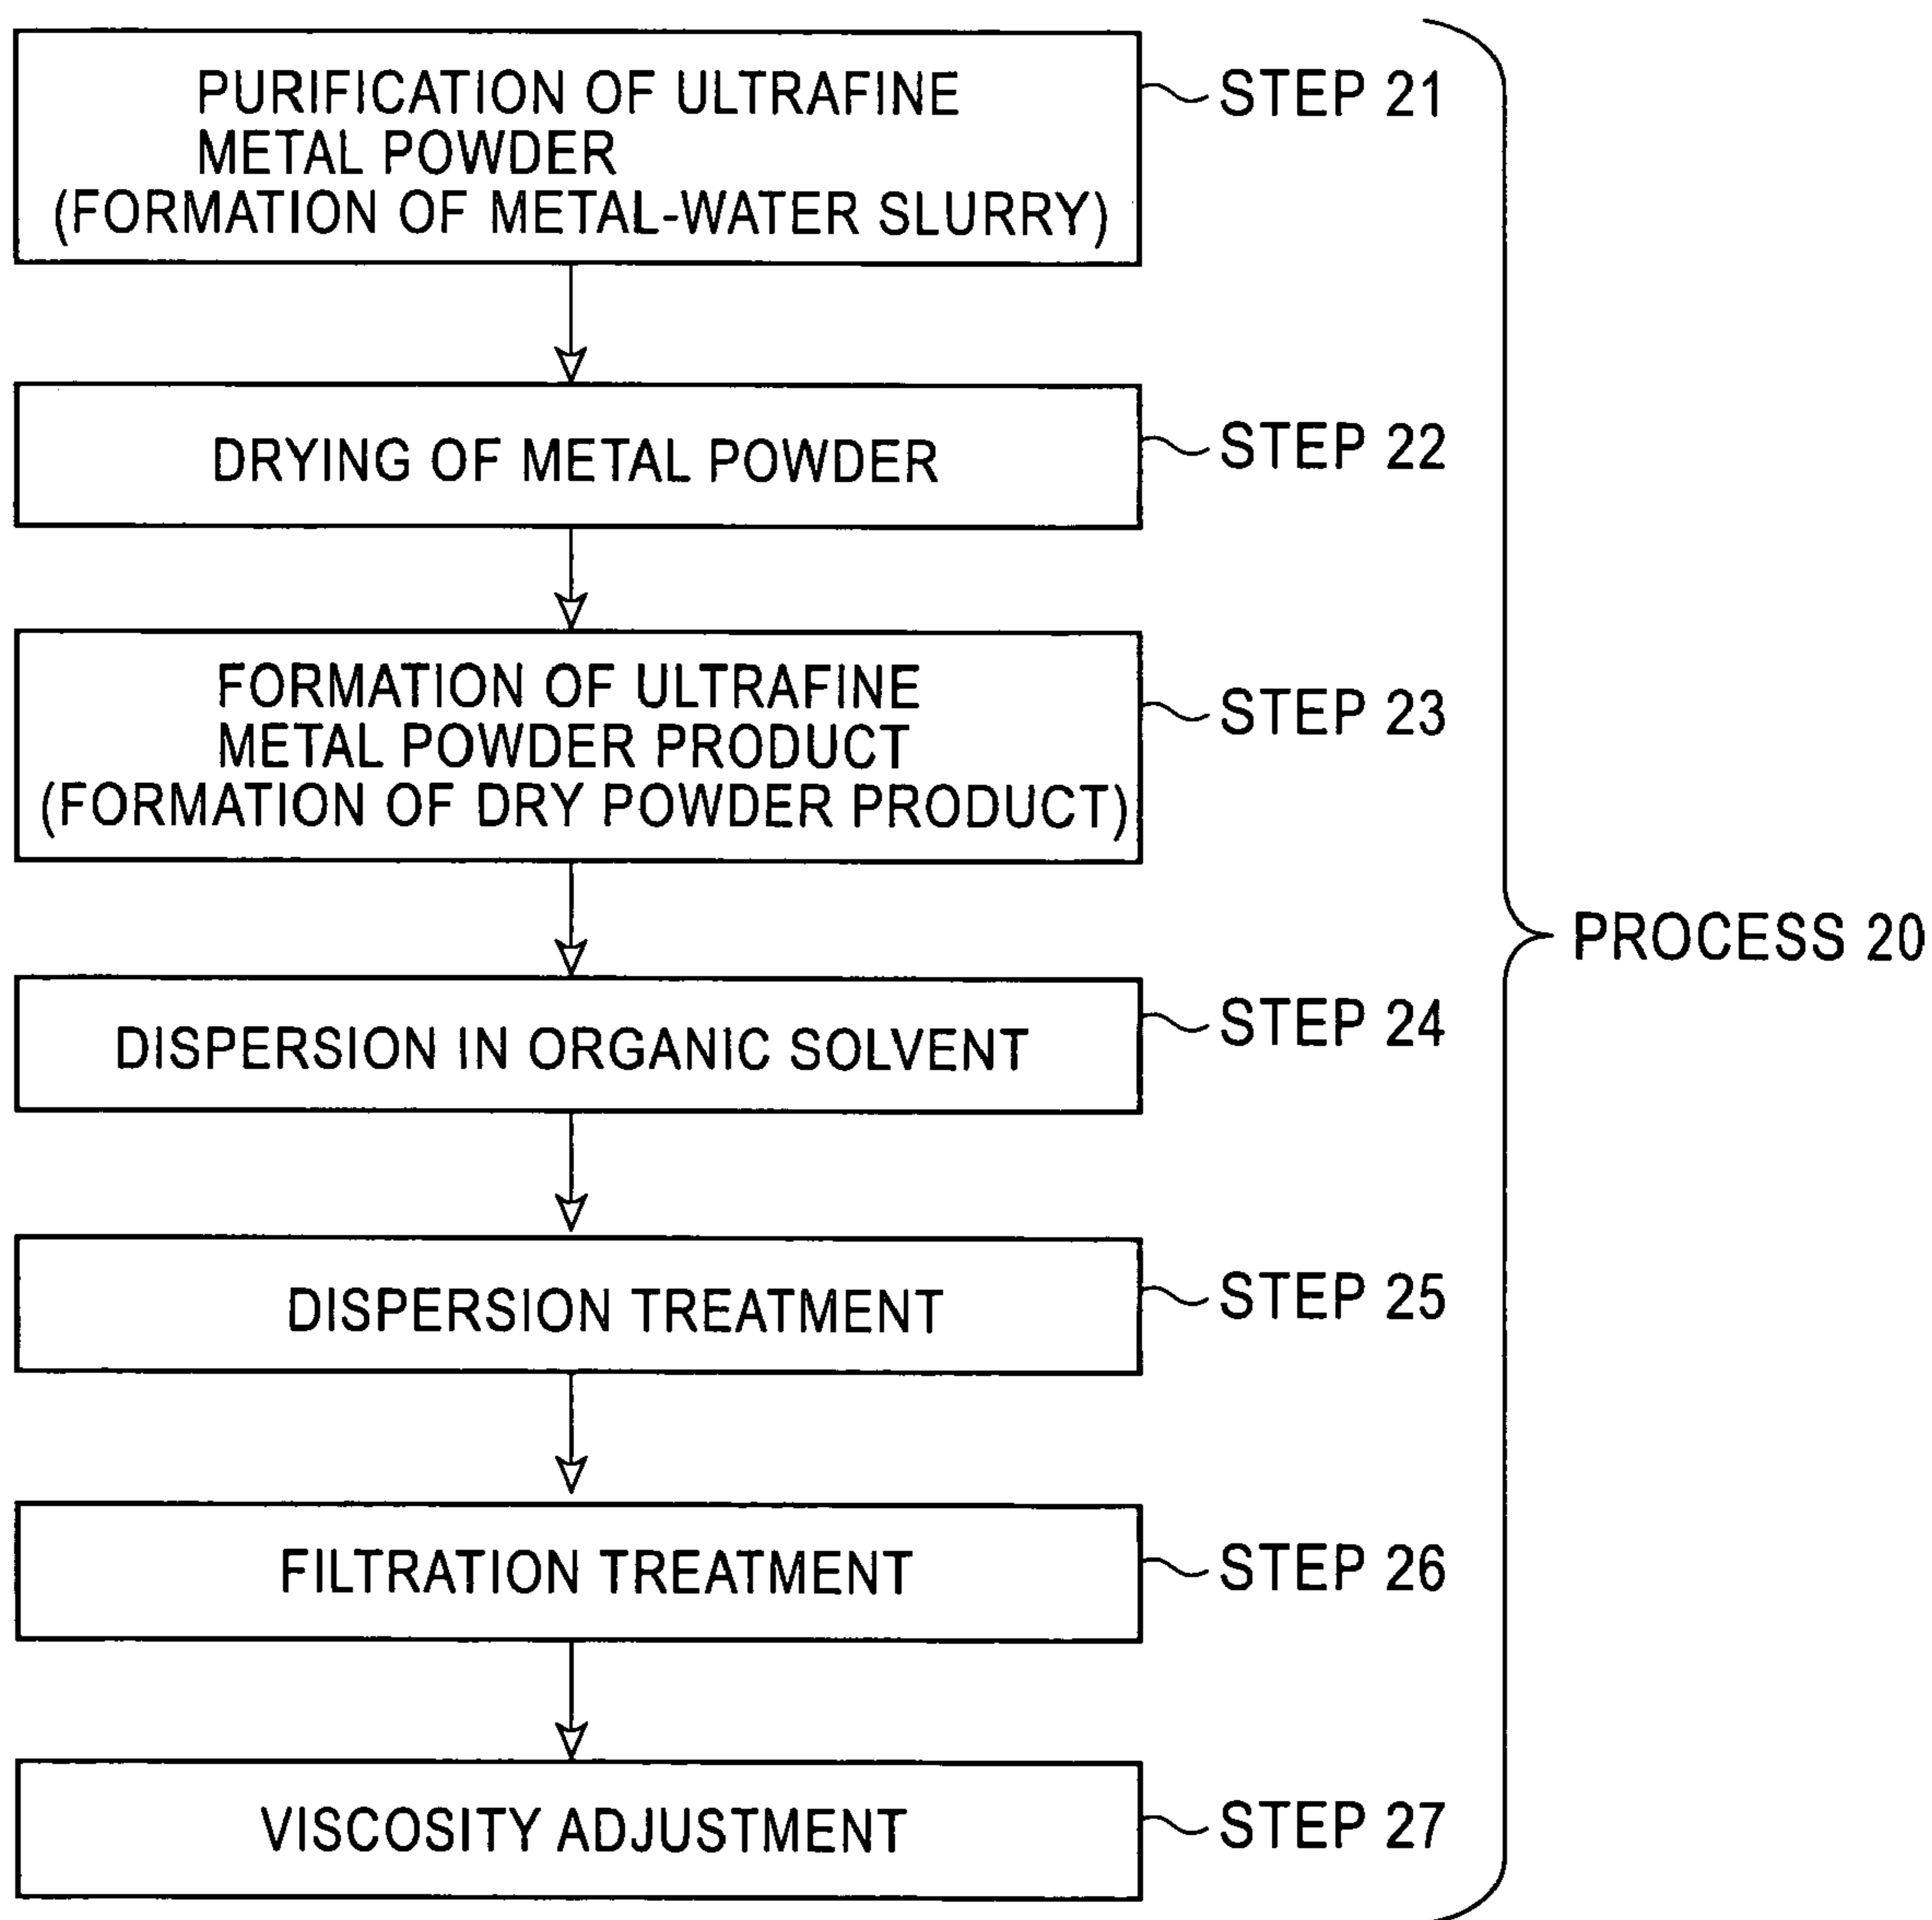 PURIFICATION OF ULTRAFINE
METAL POWDER
(FORMATION OF METAL-WATER SLURRY)
STEP 21
DRYING OF METAL POWDER
STEP 22
FORMATION OF ULTRAFINE
METAL POWDER PRODUCT
(FORMATION OF DRY POWDER PRODUCT)
STEP 23
PROCESS 20
DISPERSION IN ORGANIC SOLVENT
STEP 24
DISPERSION TREATMENT
STEP 25
FILTRATION TREATMENT
STEP 26
VISCOSITY ADJUSTMENT
STEP 27